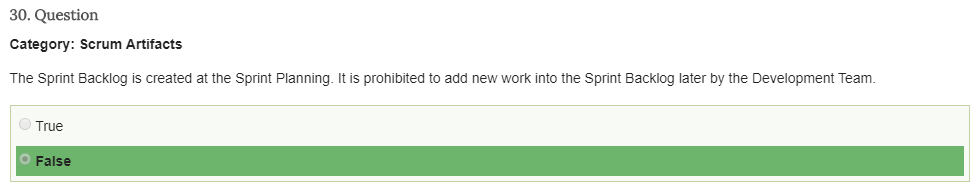 30. Question
Category: Scrum Artifacts
The Sprint Backlog is created at the Sprint Planning. It is prohibited to add new work into the Sprint Backlog later by the Development Team.
True
False